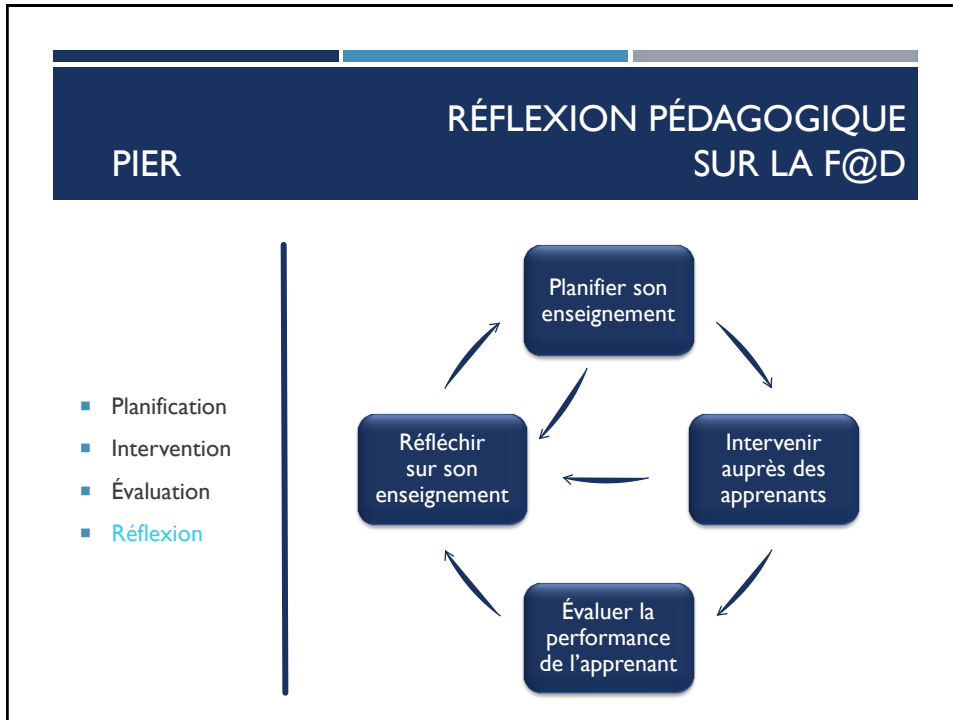 PIER
RÉFLEXION PÉDAGOGIQUE
SUR LA F@D
Planification
Intervention
Évaluation
Réflexion
Planifier son
enseignement
Réfléchir
sur son
enseignement
Intervenir
auprès des
apprenants
Évaluer la
performance
de l’apprenant